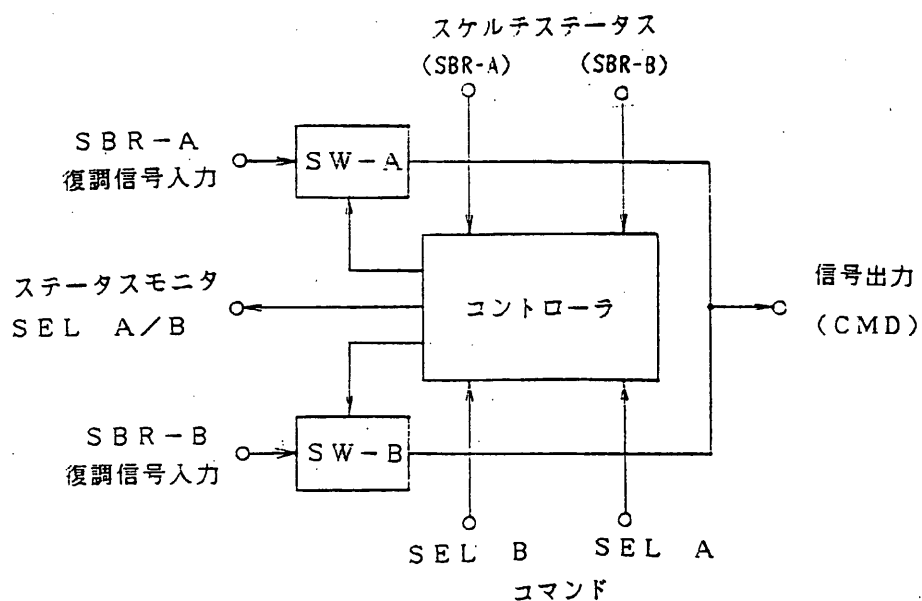 スケルチステータス
(SBR-A) (SBR-B)
SBR-A
復調信号入力
SW-A
ステータスモニタ
SEL A/B
コントローラ
信号出力
(CMD)
SBR-B
復調信号入力
SW-B
SEL B SEL A
コマンド